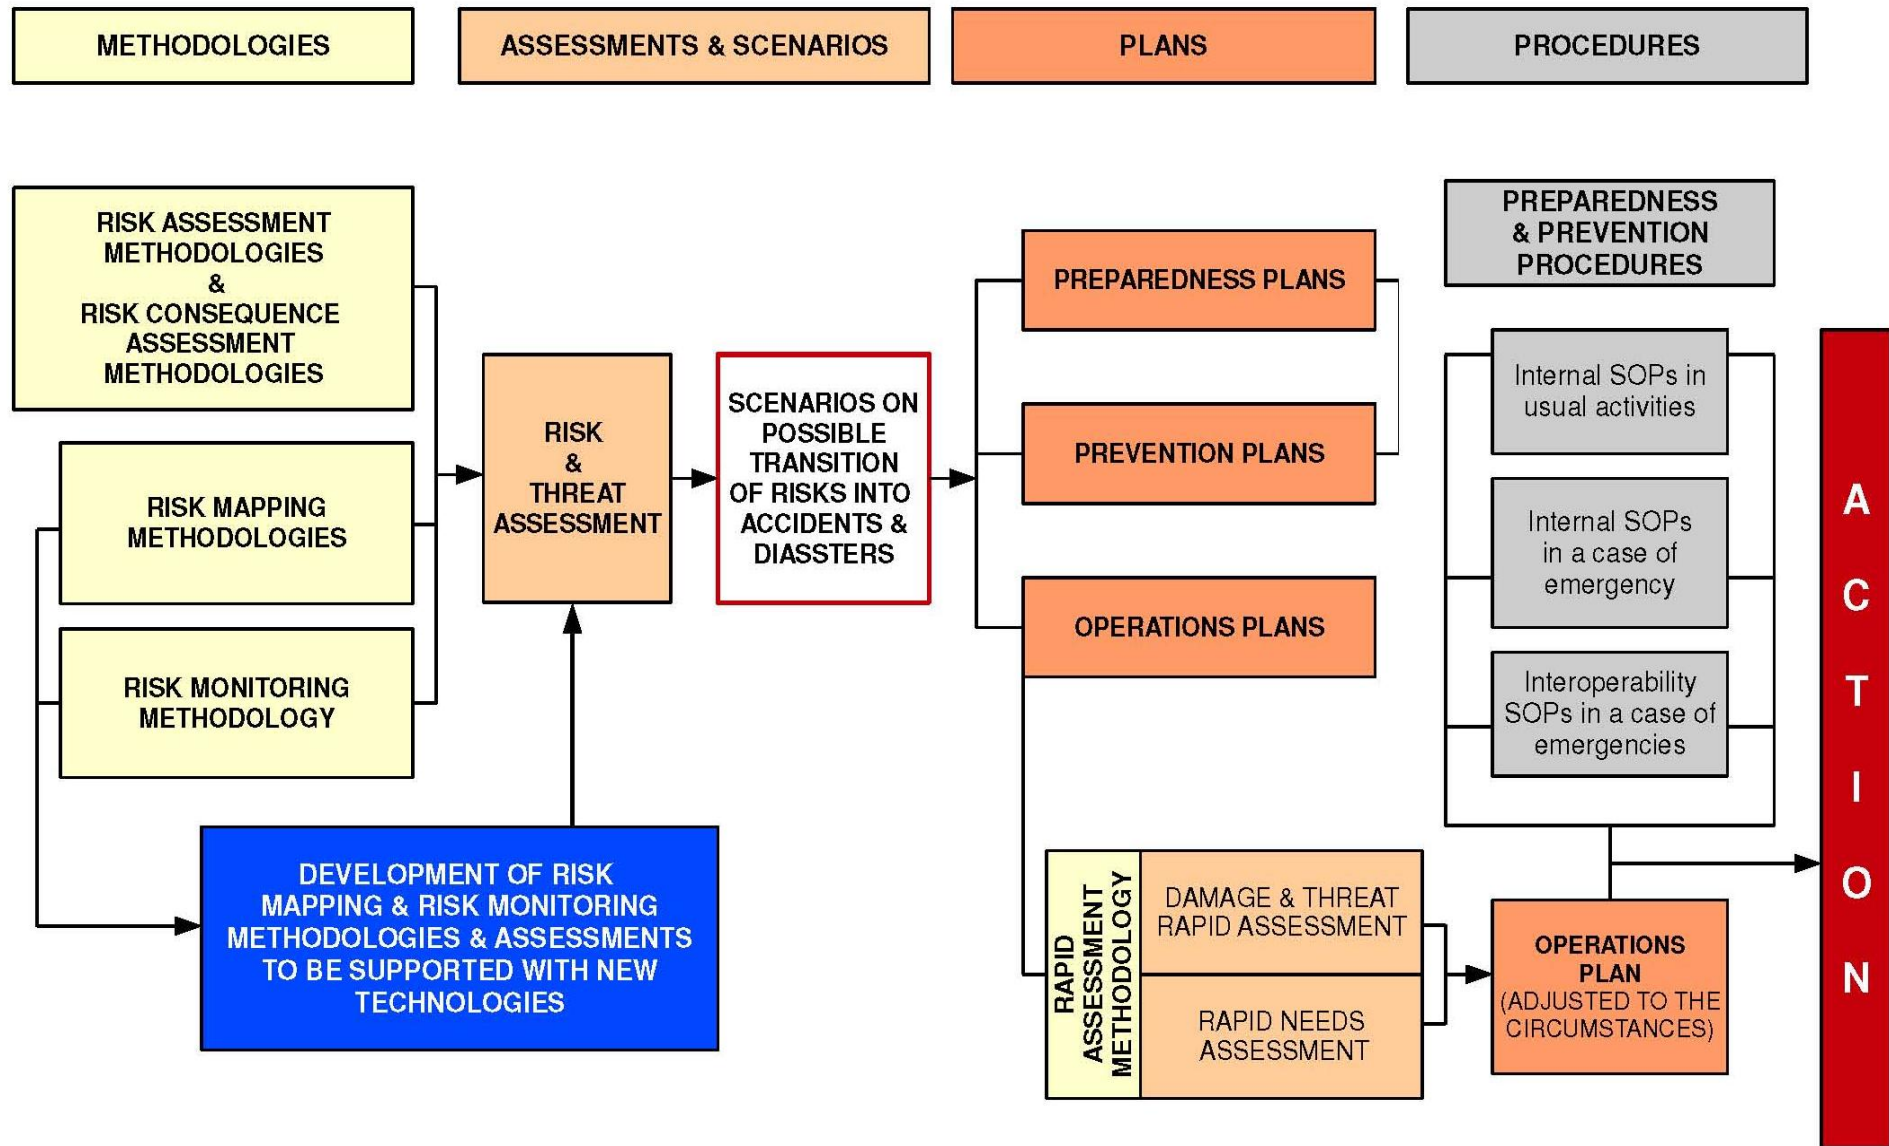 METHODOLOGIES
ASSESSMENTS & SCENARIOS
PLANS
PROCEDURES
RISK ASSESSMENT
METHODOLOGIES
&
RISK CONSEQUENCE
ASSESSMENT
METHODOLOGIES
RISK MAPPING
METHODOLOGIES
RISK MONITORING
METHODOLOGY
DEVELOPMENT OF RISK
MAPPING & RISK MONITORING
METHODOLOGIES & ASSESSMENTS
TO BE SUPPORTED WITH NEW
TECHNOLOGIES
RISK
&
THREAT
ASSESSMENT
SCENARIOS ON
POSSIBLE
TRANSITION
OF RISKS INTO
ACCIDENTS &
DIASSTERS
PREPAREDNESS PLANS
PREVENTION PLANS
OPERATIONS PLANS
RAPID
ASSESSMENT
METHODOLOGY
DAMAGE & THREAT
RAPID ASSESSMENT
RAPID NEEDS
ASSESSMENT
PREPAREDNESS
& PREVENTION
PROCEDURES
Internal SOPs in
usual activities
Internal SOPs
in a case of
emergency
Interoperability
SOPs in a case of
emergencies
OPERATIONS
PLAN
(ADJUSTED TO THE
CIRCUMSTANCES)
ACTION